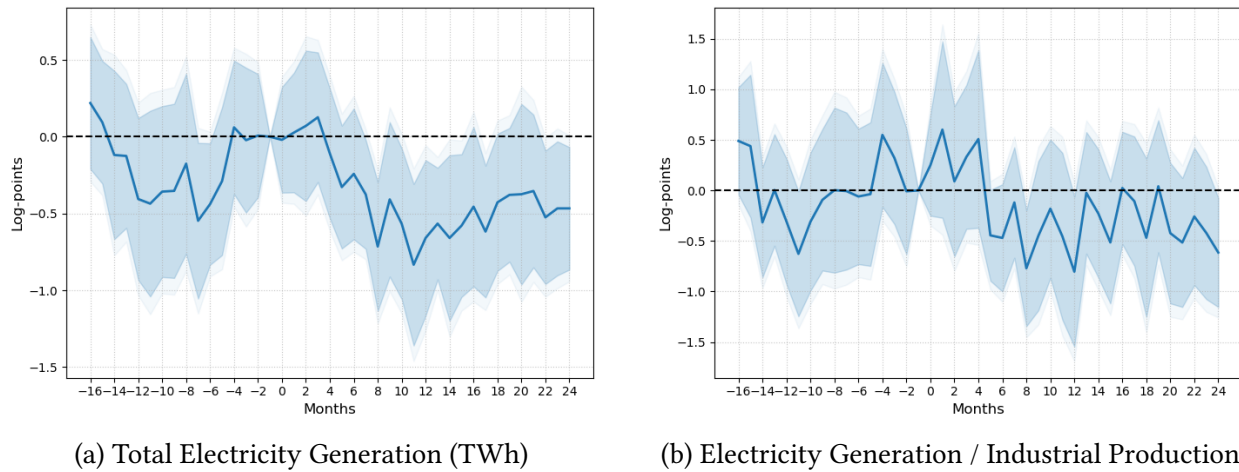 0.5
0.0
−0.5
−1.0
−1.5
Log-points
−16 −14 −12 −10 −8 −6 −4 −2 0 2 4 6 8 10 12 14 16 18 20 22 24
Months
(a) Total Electricity Generation (TWh)
1.5
1.0
0.5
0.0
−0.5
−1.0
−1.5
Log-points
−16 −14 −12 −10 −8 −6 −4 −2 0 2 4 6 8 10 12 14 16 18 20 22 24
Months
(b) Electricity Generation / Industrial Production